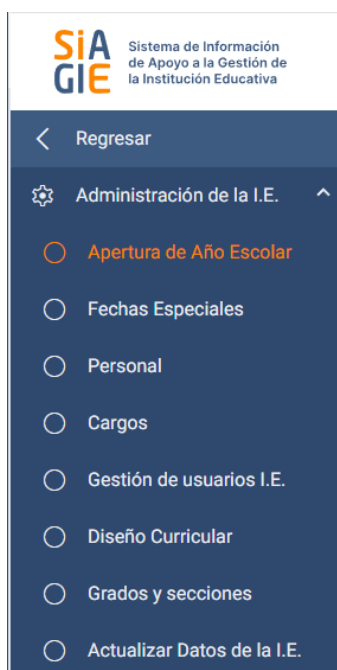 SiA
GIE
Sistema de Información
de Apoyo a la Gestión de
la Institución Educativa
Regresar
Administración de la I.E.
Apertura de Año Escolar
Fechas Especiales
Personal
Cargos
Gestión de usuarios I.E.
Diseño Curricular
Grados y secciones
Actualizar Datos de la I.E.